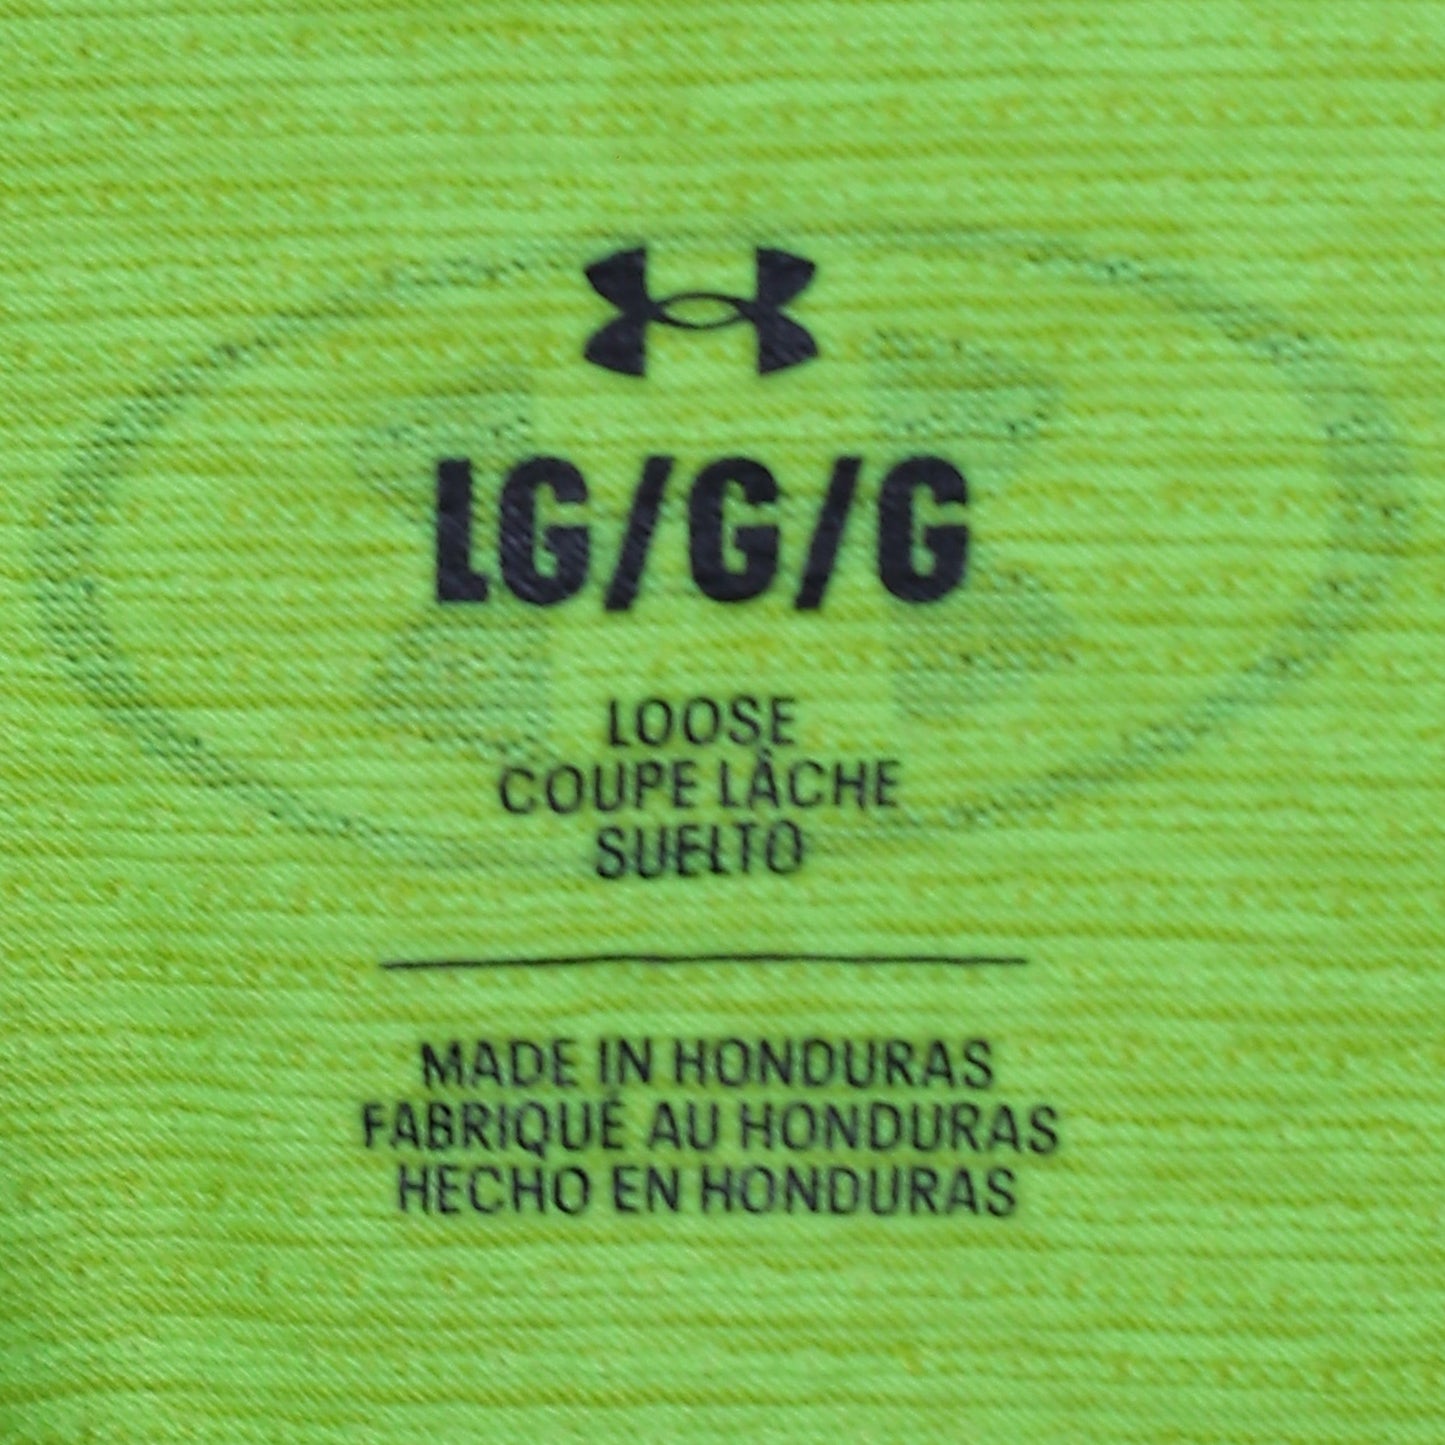 LG/G/G
LOOSE
COUPE LÂCHE
SUELTO
MADE IN HONDURAS
FABRIQUÉ AU HONDURAS
HECHO EN HONDURAS